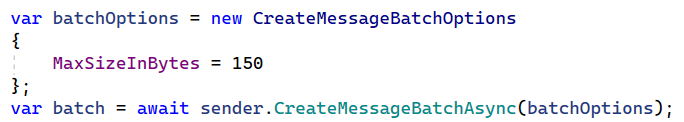 var batchOptions = new CreateMessageBatchOptions
{
    MaxSizeInBytes = 150
};
var batch = await sender.CreateMessageBatchAsync(batchOptions);